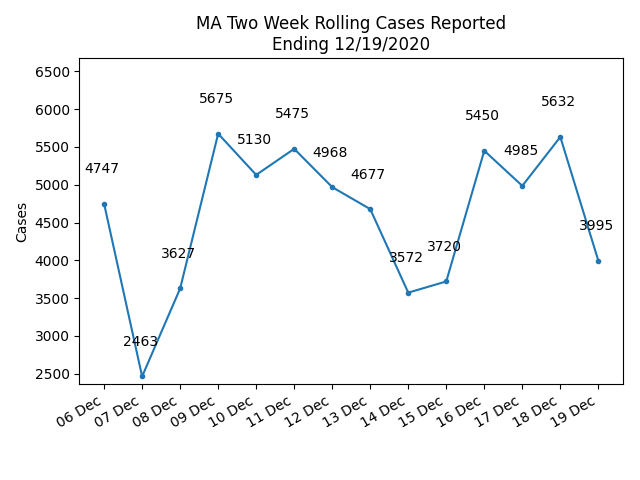 MA Two Week Rolling Cases Reported
Ending 12/19/2020
Cases
6500
6000
5500
5000
4500
4000
3500
3000
2500
4747
2463
3627
5675
5130
5475
4968
4677
3572
3720
5450
4985
5632
3995
06 Dec
07 Dec
08 Dec
09 Dec
10 Dec
11 Dec
12 Dec
13 Dec
14 Dec
15 Dec
16 Dec
17 Dec
18 Dec
19 Dec